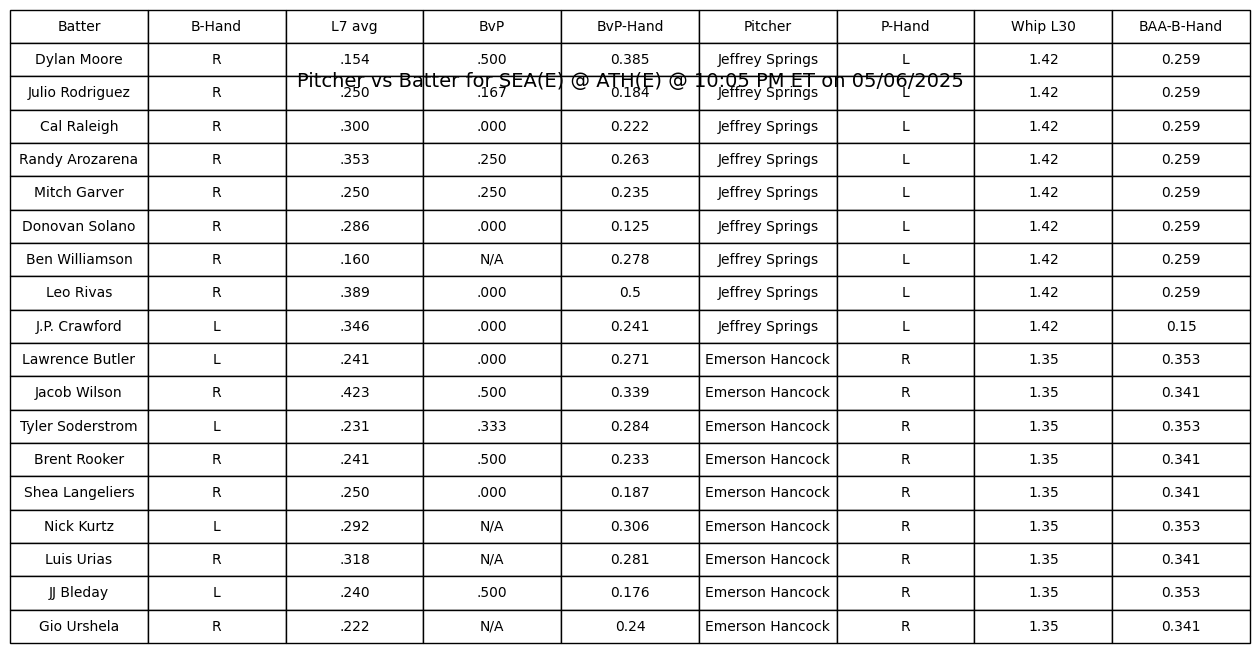 Batter B-Hand L7 avg BvP BvP-Hand Pitcher P-Hand Whip L30 BAA-B-Hand
Dylan Moore R .154 .500 0.385 Jeffrey Springs L 1.42 0.259
Pitcher vs Batter for SEA(E) @ ATH(E) @ 10:05 PM ET on 05/06/2025
Julio Rodriguez R .250 .167 0.184 Jeffrey Springs L 1.42 0.259
Cal Raleigh R .300 .000 0.222 Jeffrey Springs L 1.42 0.259
Randy Arozarena R .353 .250 0.263 Jeffrey Springs L 1.42 0.259
Mitch Garver R .250 .250 0.235 Jeffrey Springs L 1.42 0.259
Donovan Solano R .286 .000 0.125 Jeffrey Springs L 1.42 0.259
Ben Williamson R .160 N/A 0.278 Jeffrey Springs L 1.42 0.259
Leo Rivas R .389 .000 0.5 Jeffrey Springs L 1.42 0.259
J.P. Crawford L .346 .000 0.241 Jeffrey Springs L 1.42 0.15
Lawrence Butler L .241 .000 0.271 Emerson Hancock R 1.35 0.353
Jacob Wilson R .423 .500 0.339 Emerson Hancock R 1.35 0.341
Tyler Soderstrom L .231 .333 0.284 Emerson Hancock R 1.35 0.353
Brent Rooker R .241 .500 0.233 Emerson Hancock R 1.35 0.341
Shea Langeliers R .250 .000 0.187 Emerson Hancock R 1.35 0.341
Nick Kurtz L .292 N/A 0.306 Emerson Hancock R 1.35 0.353
Luis Urias R .318 N/A 0.281 Emerson Hancock R 1.35 0.341
JJ Bleday L .240 .500 0.176 Emerson Hancock R 1.35 0.353
Gio Urshela R .222 N/A 0.24 Emerson Hancock R 1.35 0.341